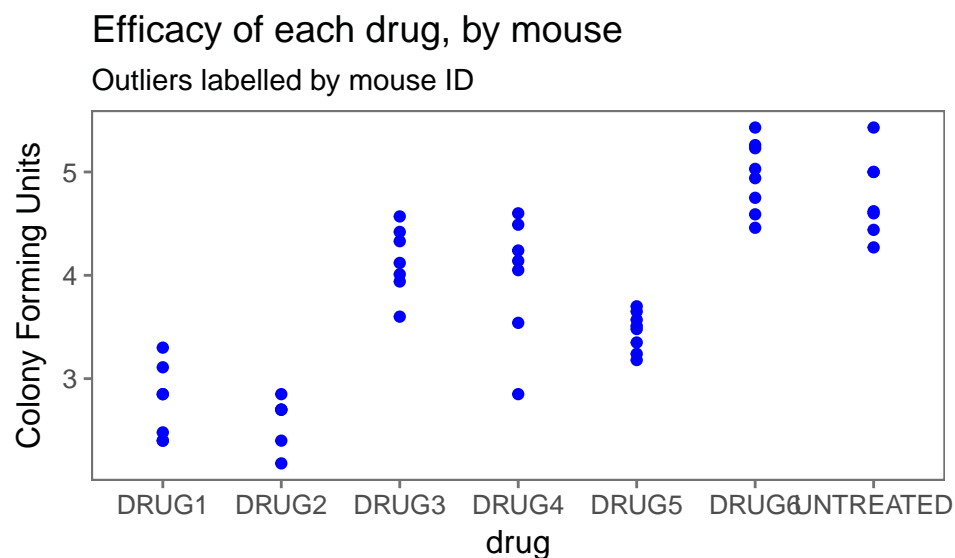 Efficacy of each drug, by mouse
Outliers labelled by mouse ID
Colony Forming Units
5
4
3
DRUG1 DRUG2 DRUG3 DRUG4 DRUG5 DRUG6 UNTREATED
drug